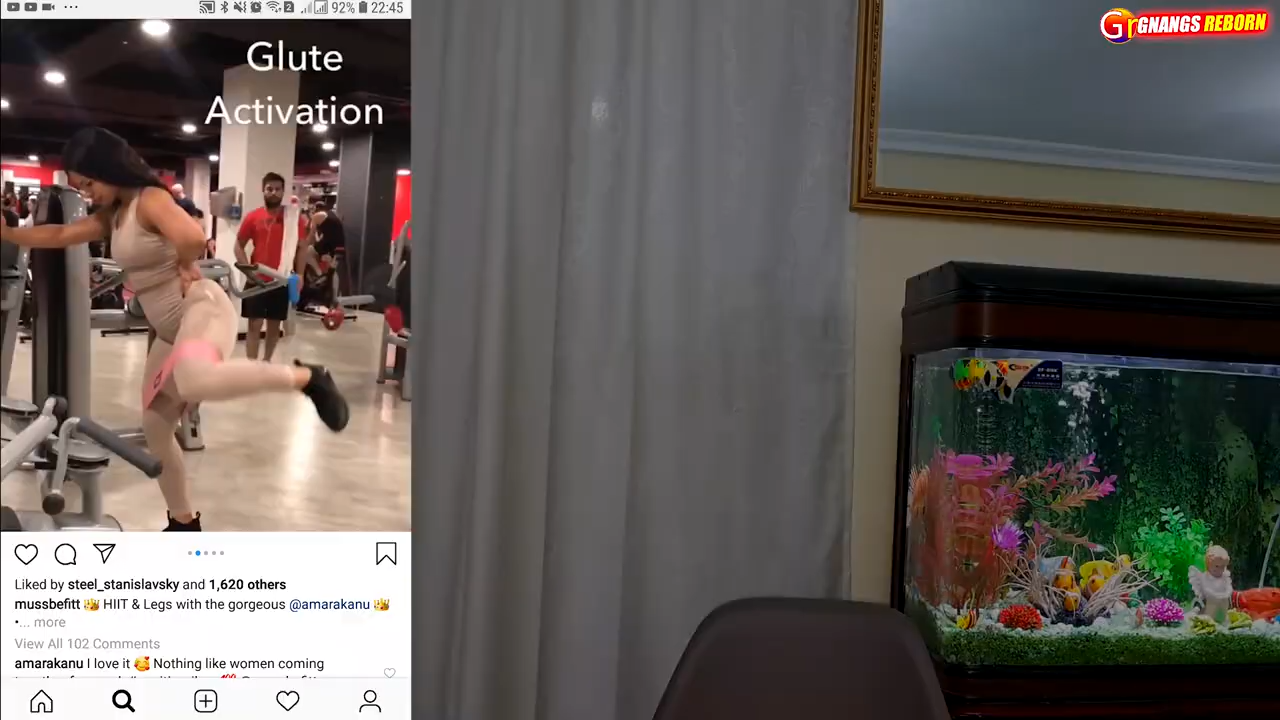 92% 22:45
Glute
Activation
Liked by steel_stanislavsky and 1,620 others
mussbefitt 👑 HIIT & Legs with the gorgeous @amarakanu 👑
•... more
View All 102 Comments
amarakanu I love it 🥰 Nothing like women coming
Gr GNANGS REBORN